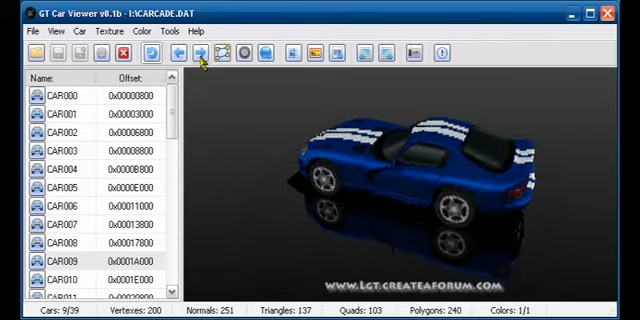 GT Car Viewer v0.1b - I:\CARCADE.DAT
File View Car Texture Color Tools Help
Name: Offset:
CAR000 0x00000800
CAR001 0x00003000
CAR002 0x00006800
CAR003 0x00008800
CAR004 0x0000B800
CAR005 0x0000E000
CAR006 0x00011000
CAR007 0x00013800
CAR008 0x00017800
CAR009 0x0001A000
CAR010 0x0001E000
CAR011 0x00020800
www.LGT.createaforum.com
Cars: 9/39 Vertexes: 200 Normals: 251 Triangles: 137 Quads: 103 Polygons: 240 Colors: 1/1